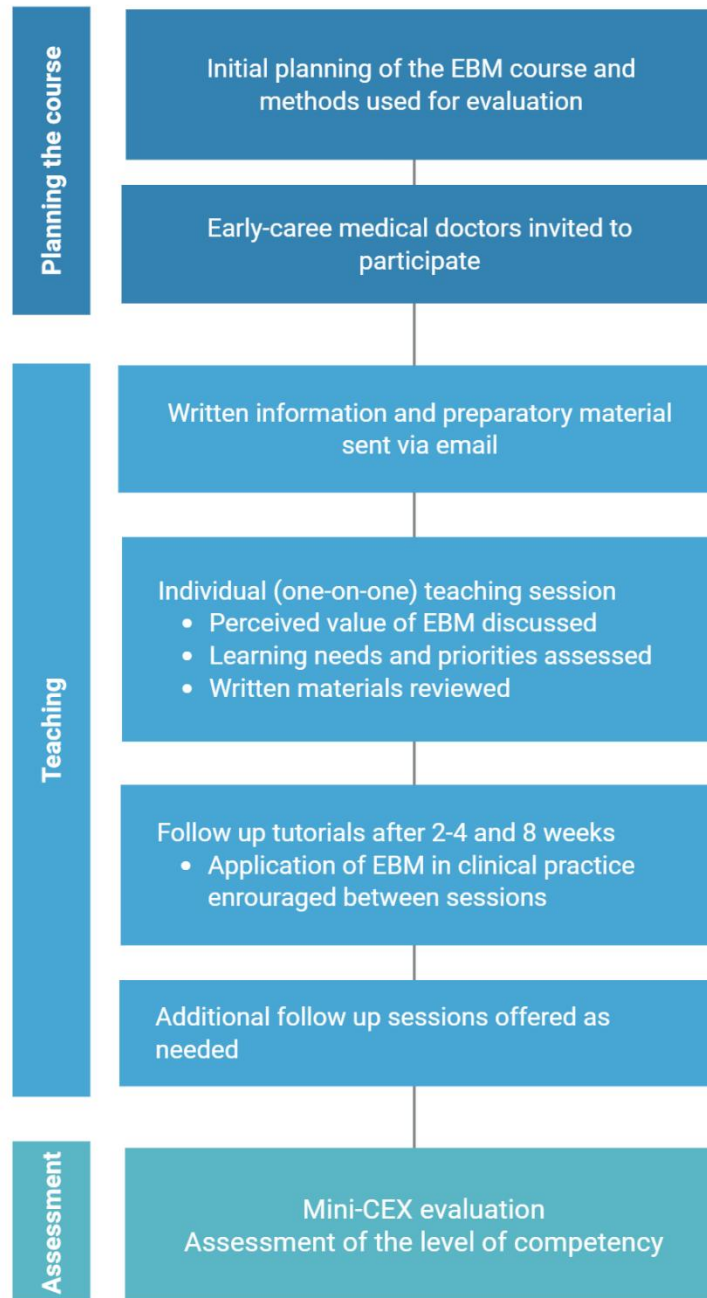 Planning the course
Initial planning of the EBM course and
methods used for evaluation
Early-caree medical doctors invited to
participate
Teaching
Written information and preparatory material
sent via email
Individual (one-on-one) teaching session
• Perceived value of EBM discussed
• Learning needs and priorities assessed
• Written materials reviewed
Follow up tutorials after 2-4 and 8 weeks
• Application of EBM in clinical practice
enrouraged between sessions
Additional follow up sessions offered as
needed
Assessment
Mini-CEX evaluation
Assessment of the level of competency